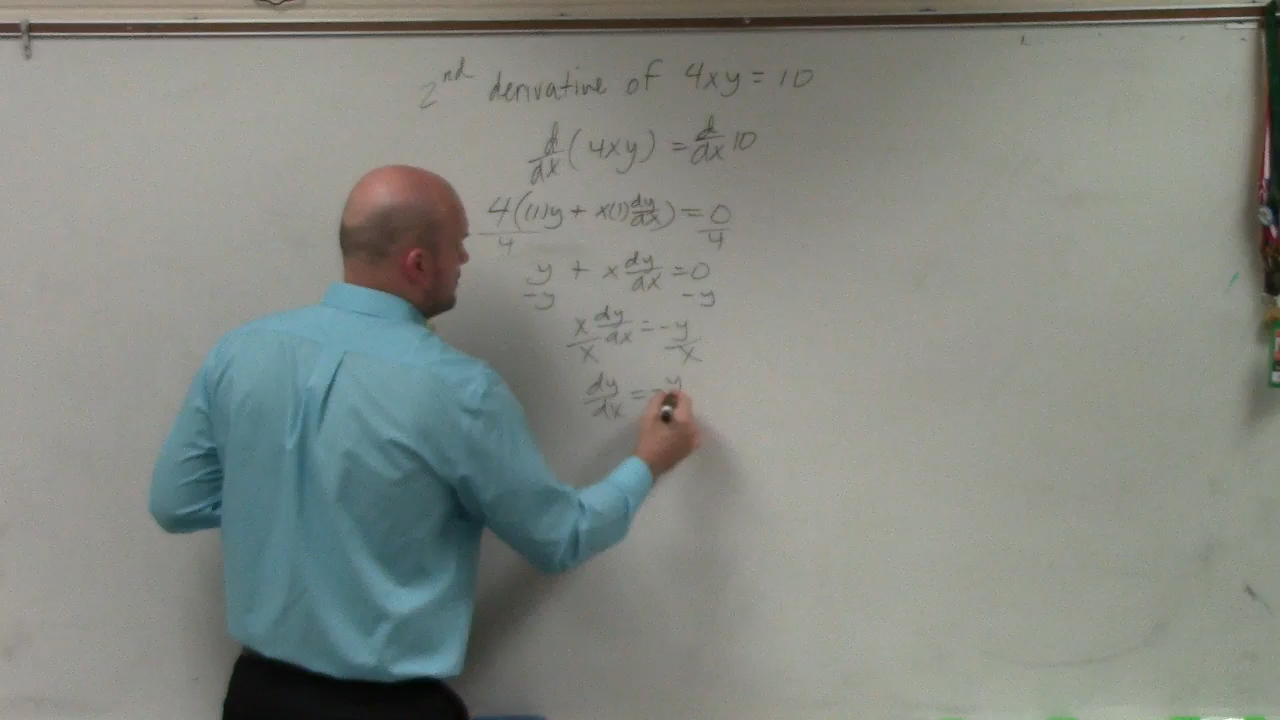 2nd derivative of 4xy = 10
d/dx (4xy) = d/dx 10
4((1)y + x(1)dy/dx) = 0
4 4
y + x dy/dx = 0
-y -y
x dy/dx = -y
x x
dy/dx = -y